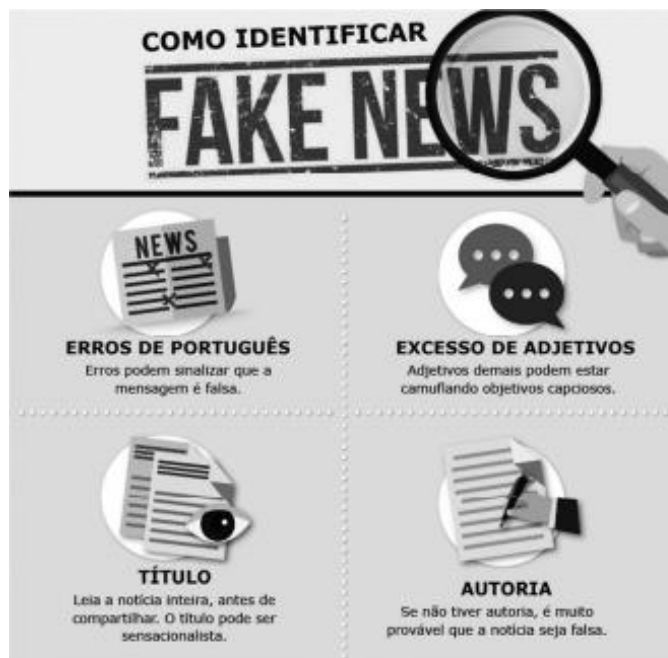 COMO IDENTIFICAR
FAKE NEWS
NEWS
ERROS DE PORTUGUÊS
Erros podem sinalizar que a
mensagem é falsa.
EXCESSO DE ADJETIVOS
Adjetivos demais podem estar
camuflando objetivos capciosos.
TÍTULO
Leia a notícia inteira, antes de
compartilhar. O título pode ser
sensacionalista.
AUTORIA
Se não tiver autoria, é muito
provável que a notícia seja falsa.